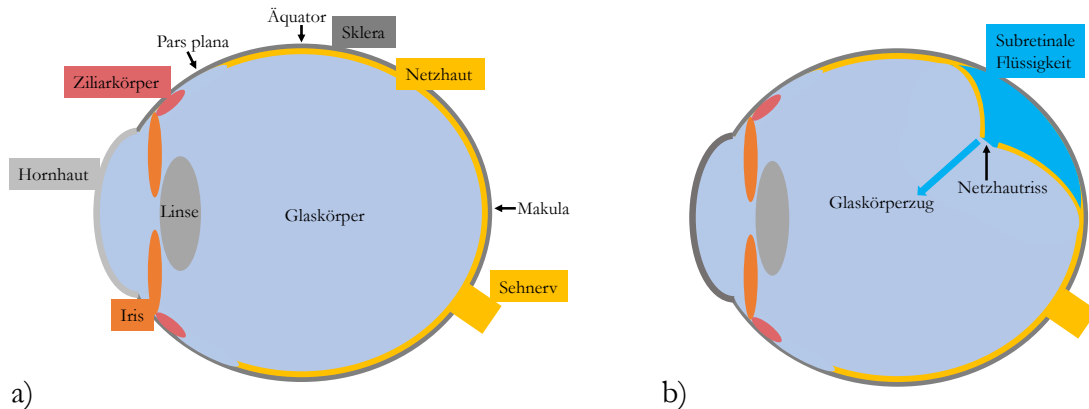 Äquator
Sklera
Pars plana
Netzhaut
Ziliarkörper
Hornhaut
Linse
Glaskörper
Makula
Sehnerv
Iris
a)
Subretinale
Flüssigkeit
Netzhautriss
Glaskörperzug
b)